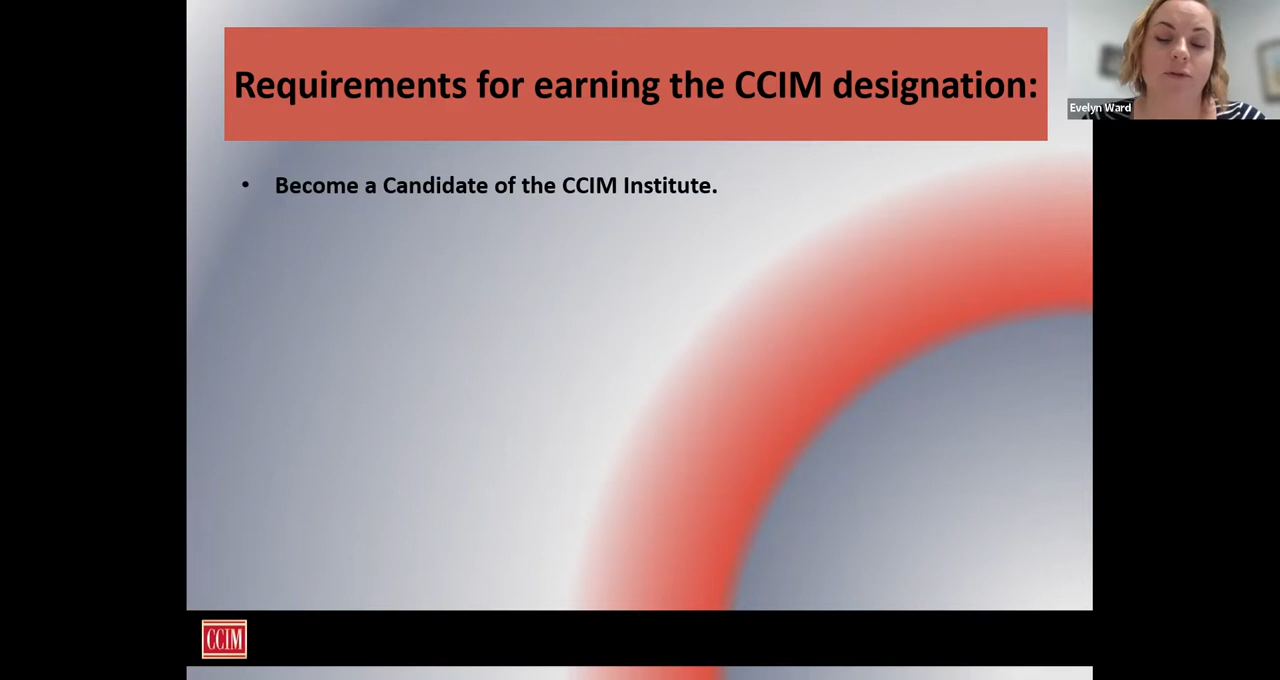 Requirements for earning the CCIM designation:
Evelyn Ward
• Become a Candidate of the CCIM Institute.
CCIM